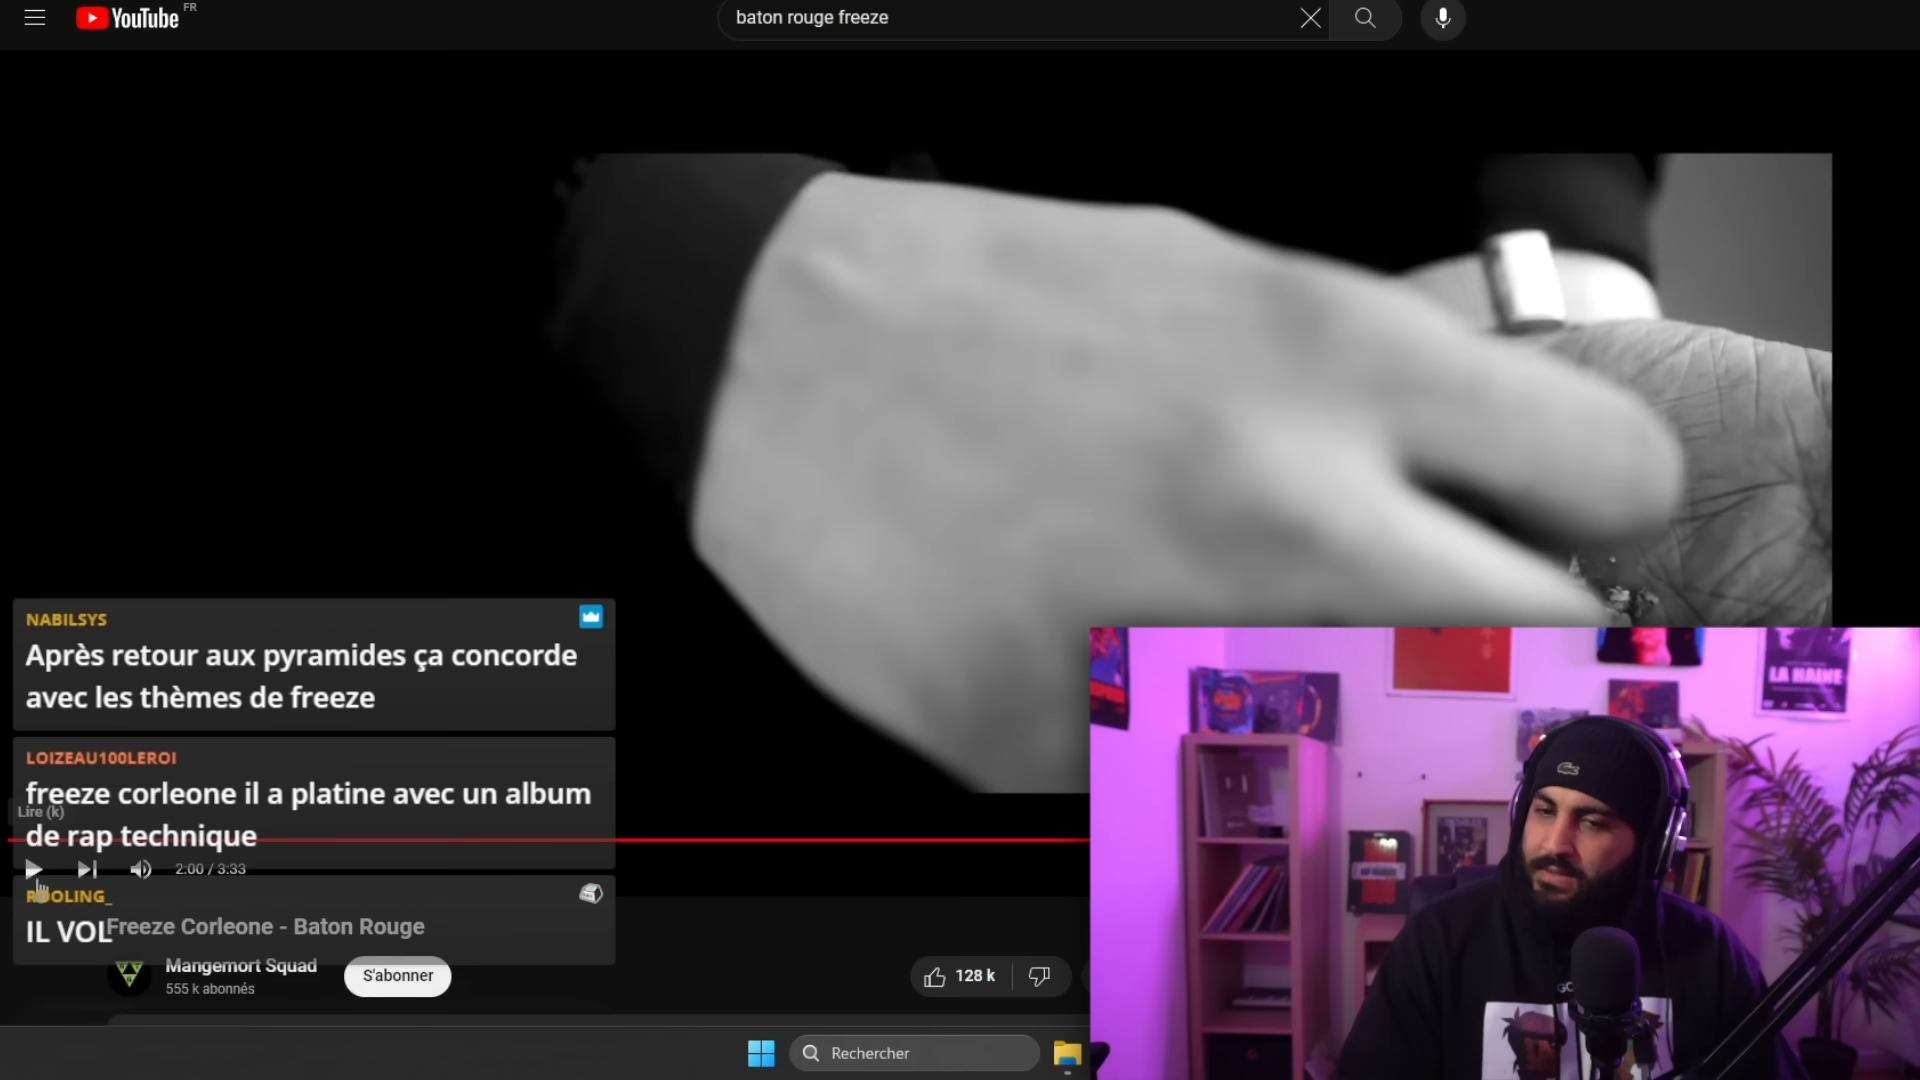 YouTube FR
baton rouge freeze
NABILSYS
Après retour aux pyramides ça concorde
avec les thèmes de freeze
LOIZEAU100LEROI
freeze corleone il a platine avec un album
de rap technique
Lire (k)
2:00 / 3:33
IL VOL
Freeze Corleone - Baton Rouge
Mangemort Squad
555 k abonnés
S'abonner
128 k
LA HAINE
Rechercher